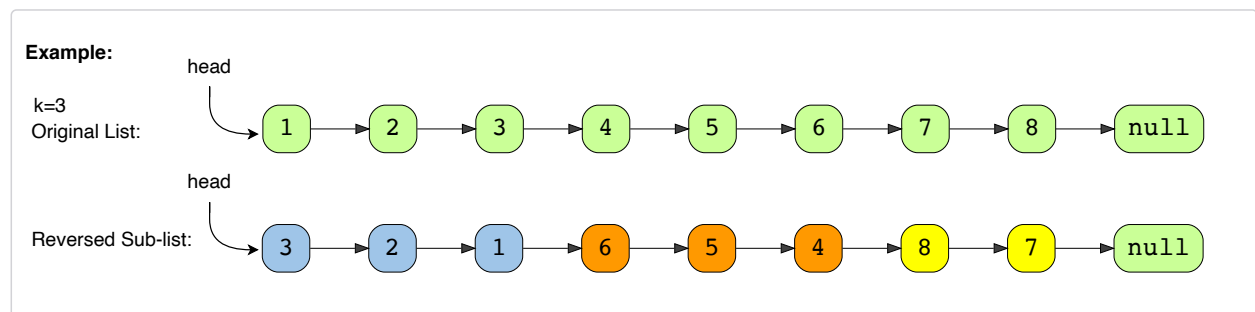 Example:
head
k=3
Original List:
1 2 3 4 5 6 7 8 null
head
Reversed Sub-list:
3 2 1 6 5 4 8 7 null